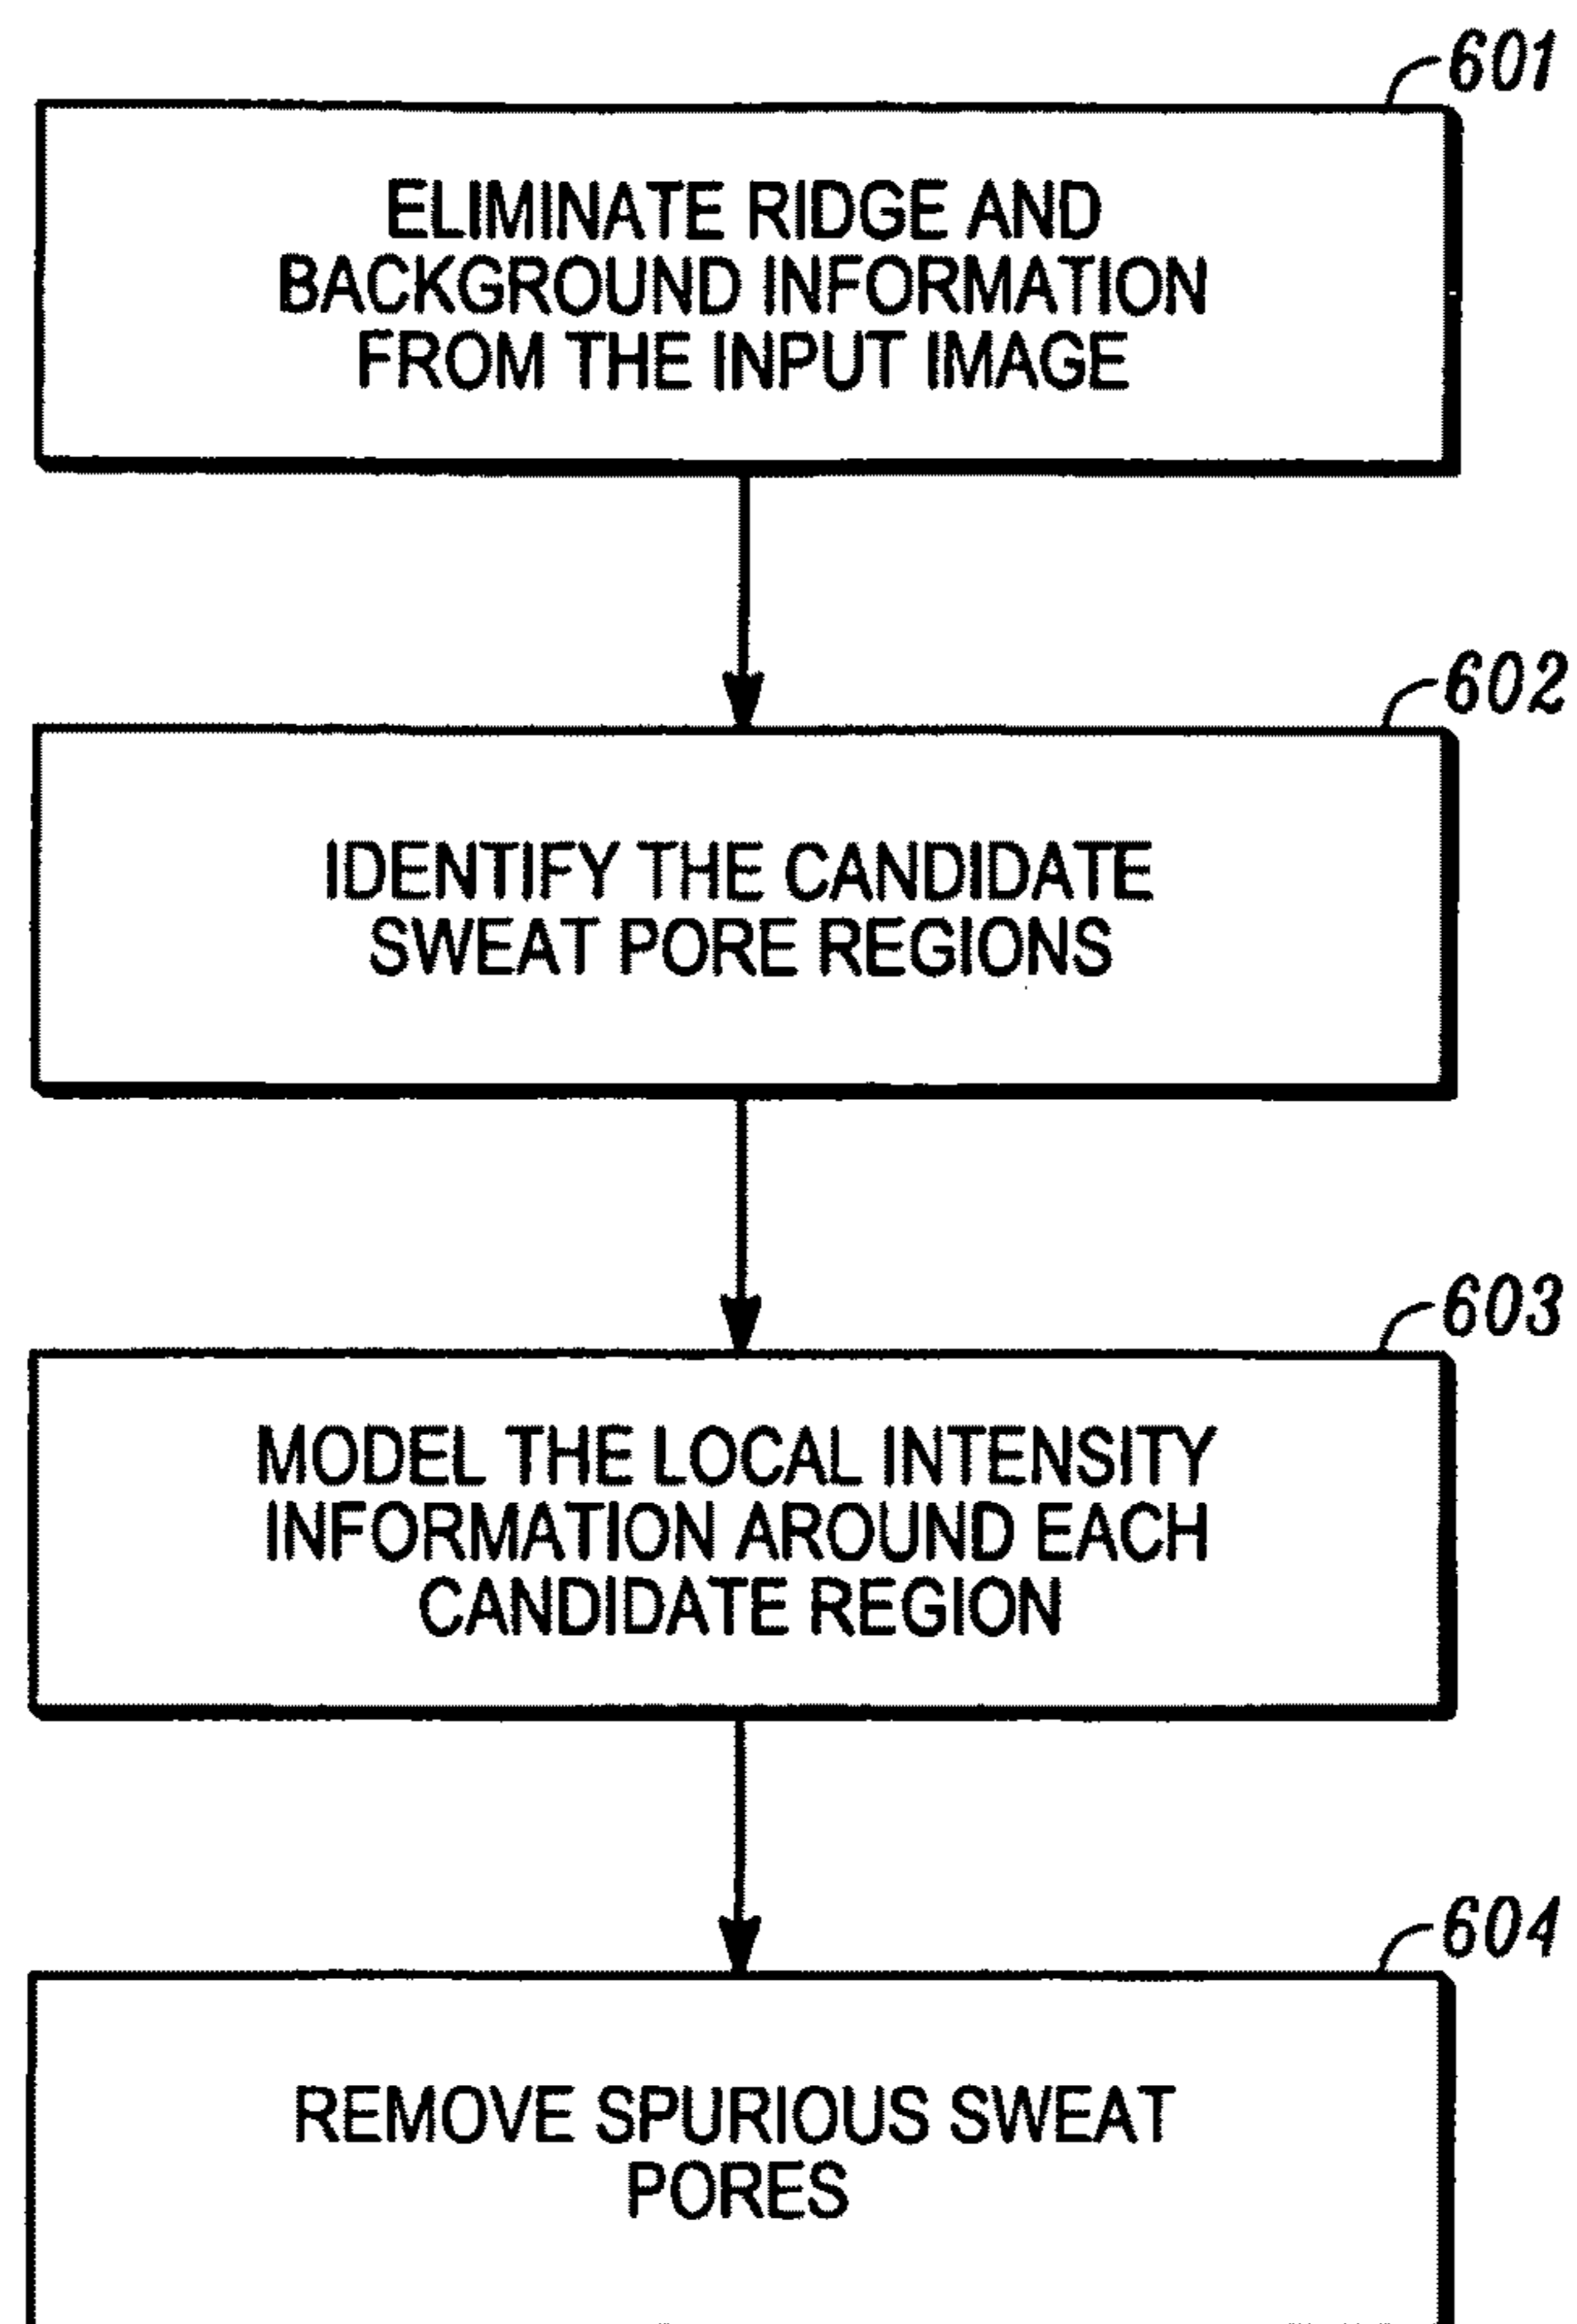 601
ELIMINATE RIDGE AND
BACKGROUND INFORMATION
FROM THE INPUT IMAGE
602
IDENTIFY THE CANDIDATE
SWEAT PORE REGIONS
603
MODEL THE LOCAL INTENSITY
INFORMATION AROUND EACH
CANDIDATE REGION
604
REMOVE SPURIOUS SWEAT
PORES